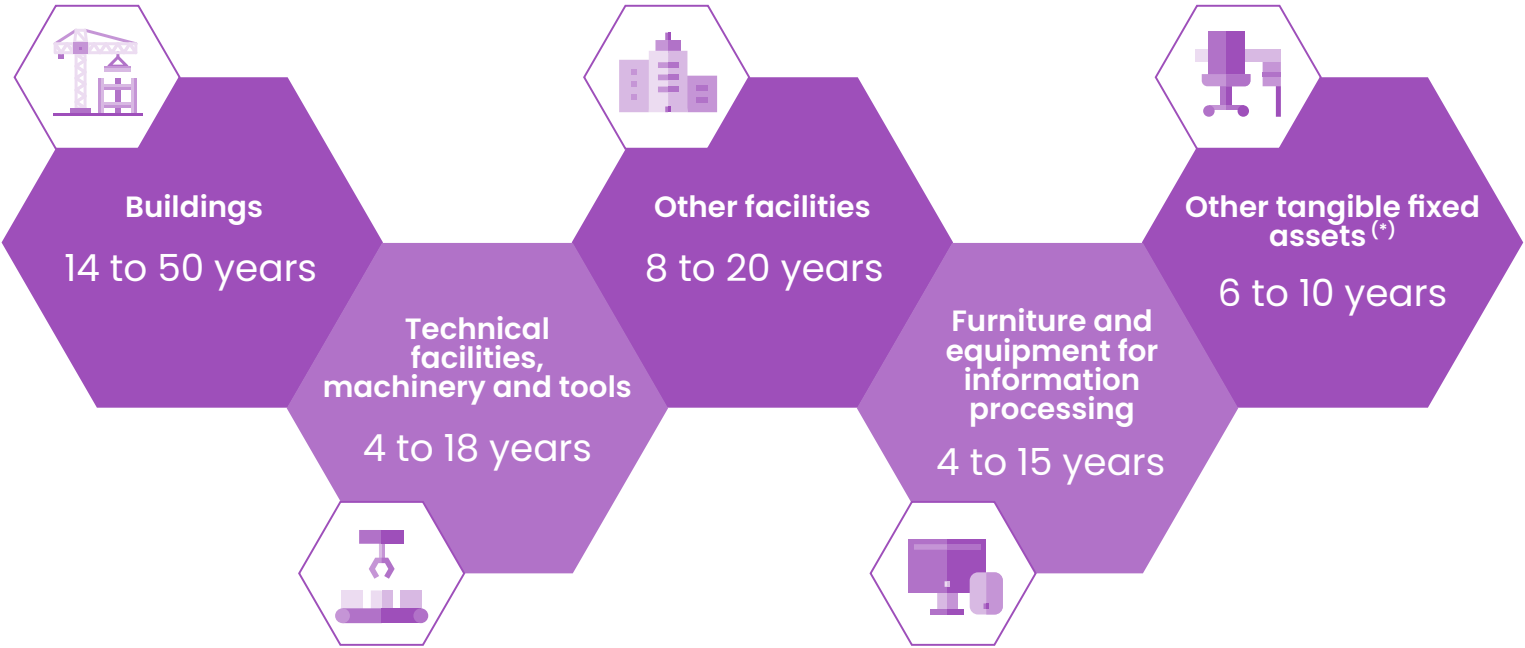 Buildings
14 to 50 years
Technical
facilities,
machinery and tools
4 to 18 years
Other facilities
8 to 20 years
Furniture and
equipment for
information
processing
4 to 15 years
Other tangible fixed
assets (*)
6 to 10 years